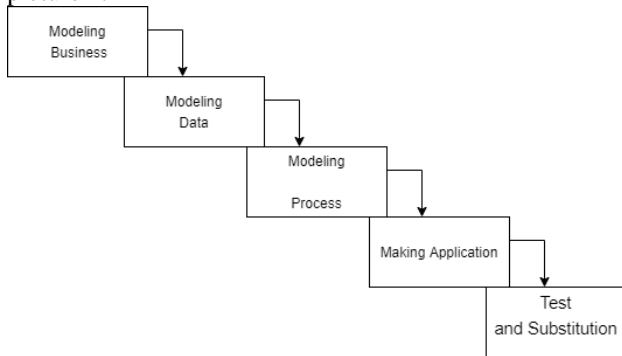 Modeling
Business
Modeling
Data
Modeling
Process
Making Application
Test
and Substitution